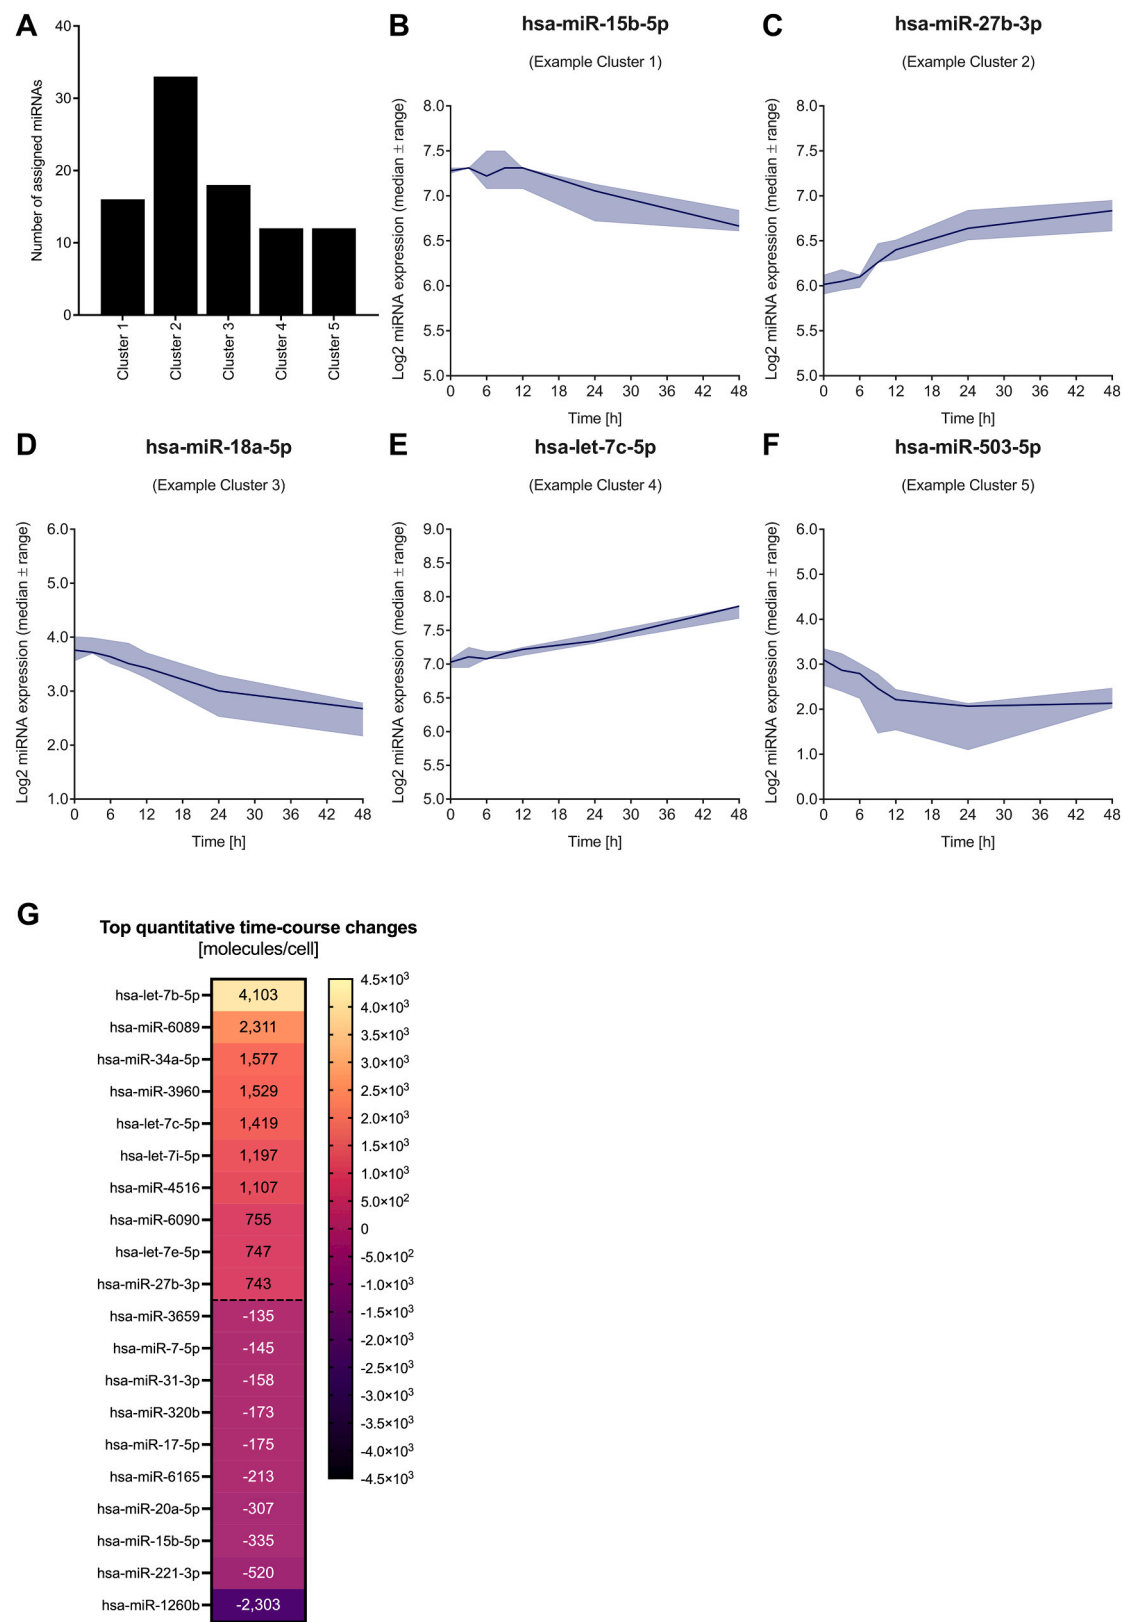 A
40
30
20
10
0
Number of assigned miRNAs
Cluster 1
Cluster 2
Cluster 3
Cluster 4
Cluster 5
B
hsa-miR-15b-5p
(Example Cluster 1)
Log2 miRNA expression (median ± range)
8.0
7.5
7.0
6.5
6.0
5.5
5.0
0 6 12 18 24 30 36 42 48
Time [h]
C
hsa-miR-27b-3p
(Example Cluster 2)
Log2 miRNA expression (median ± range)
8.0
7.5
7.0
6.5
6.0
5.5
5.0
0 6 12 18 24 30 36 42 48
Time [h]
D
hsa-miR-18a-5p
(Example Cluster 3)
Log2 miRNA expression (median ± range)
6.0
5.0
4.0
3.0
2.0
1.0
0 6 12 18 24 30 36 42 48
Time [h]
E
hsa-let-7c-5p
(Example Cluster 4)
Log2 miRNA expression (median ± range)
9.0
8.5
8.0
7.5
7.0
6.5
6.0
5.5
5.0
0 6 12 18 24 30 36 42 48
Time [h]
F
hsa-miR-503-5p
(Example Cluster 5)
Log2 miRNA expression (median ± range)
6.0
5.0
4.0
3.0
2.0
1.0
0.0
0 6 12 18 24 30 36 42 48
Time [h]
G
Top quantitative time-course changes
[molecules/cell]
hsa-let-7b-5p 4,103
hsa-miR-6089 2,311
hsa-miR-34a-5p 1,577
hsa-miR-3960 1,529
hsa-let-7c-5p 1,419
hsa-let-7i-5p 1,197
hsa-miR-4516 1,107
hsa-miR-6090 755
hsa-let-7e-5p 747
hsa-miR-27b-3p 743
hsa-miR-3659 -135
hsa-miR-7-5p -145
hsa-miR-31-3p -158
hsa-miR-320b -173
hsa-miR-17-5p -175
hsa-miR-6165 -213
hsa-miR-20a-5p -307
hsa-miR-15b-5p -335
hsa-miR-221-3p -520
hsa-miR-1260b -2,303
4.5×10³
4.0×10³
3.5×10³
3.0×10³
2.5×10³
2.0×10³
1.5×10³
1.0×10³
5.0×10²
0
-5.0×10²
-1.0×10³
-1.5×10³
-2.0×10³
-2.5×10³
-3.0×10³
-3.5×10³
-4.0×10³
-4.5×10³